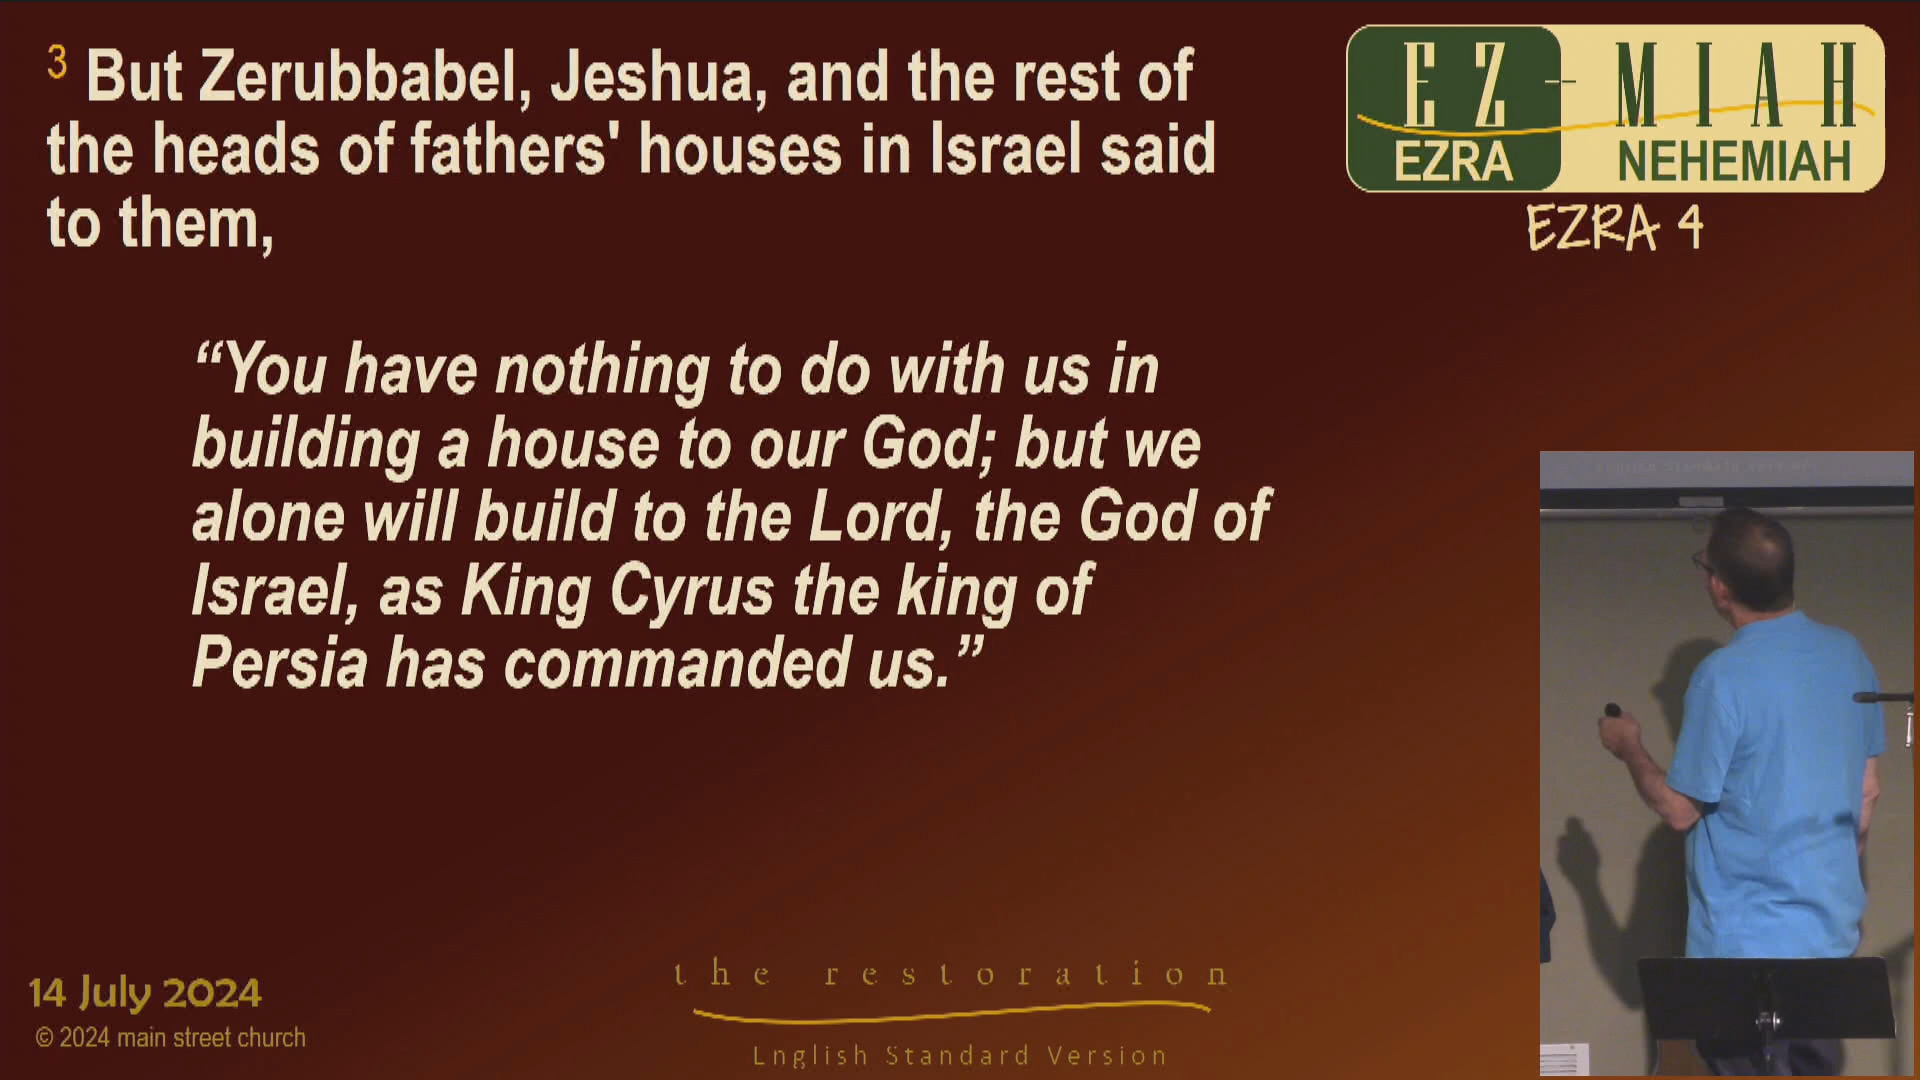 3 But Zerubbabel, Jeshua, and the rest of
the heads of fathers' houses in Israel said
to them,
“You have nothing to do with us in
building a house to our God; but we
alone will build to the Lord, the God of
Israel, as King Cyrus the king of
Persia has commanded us.”
EZ-MIAH
EZRA NEHEMIAH
EZRA 4
14 July 2024
© 2024 main street church
the restoration
English Standard Version